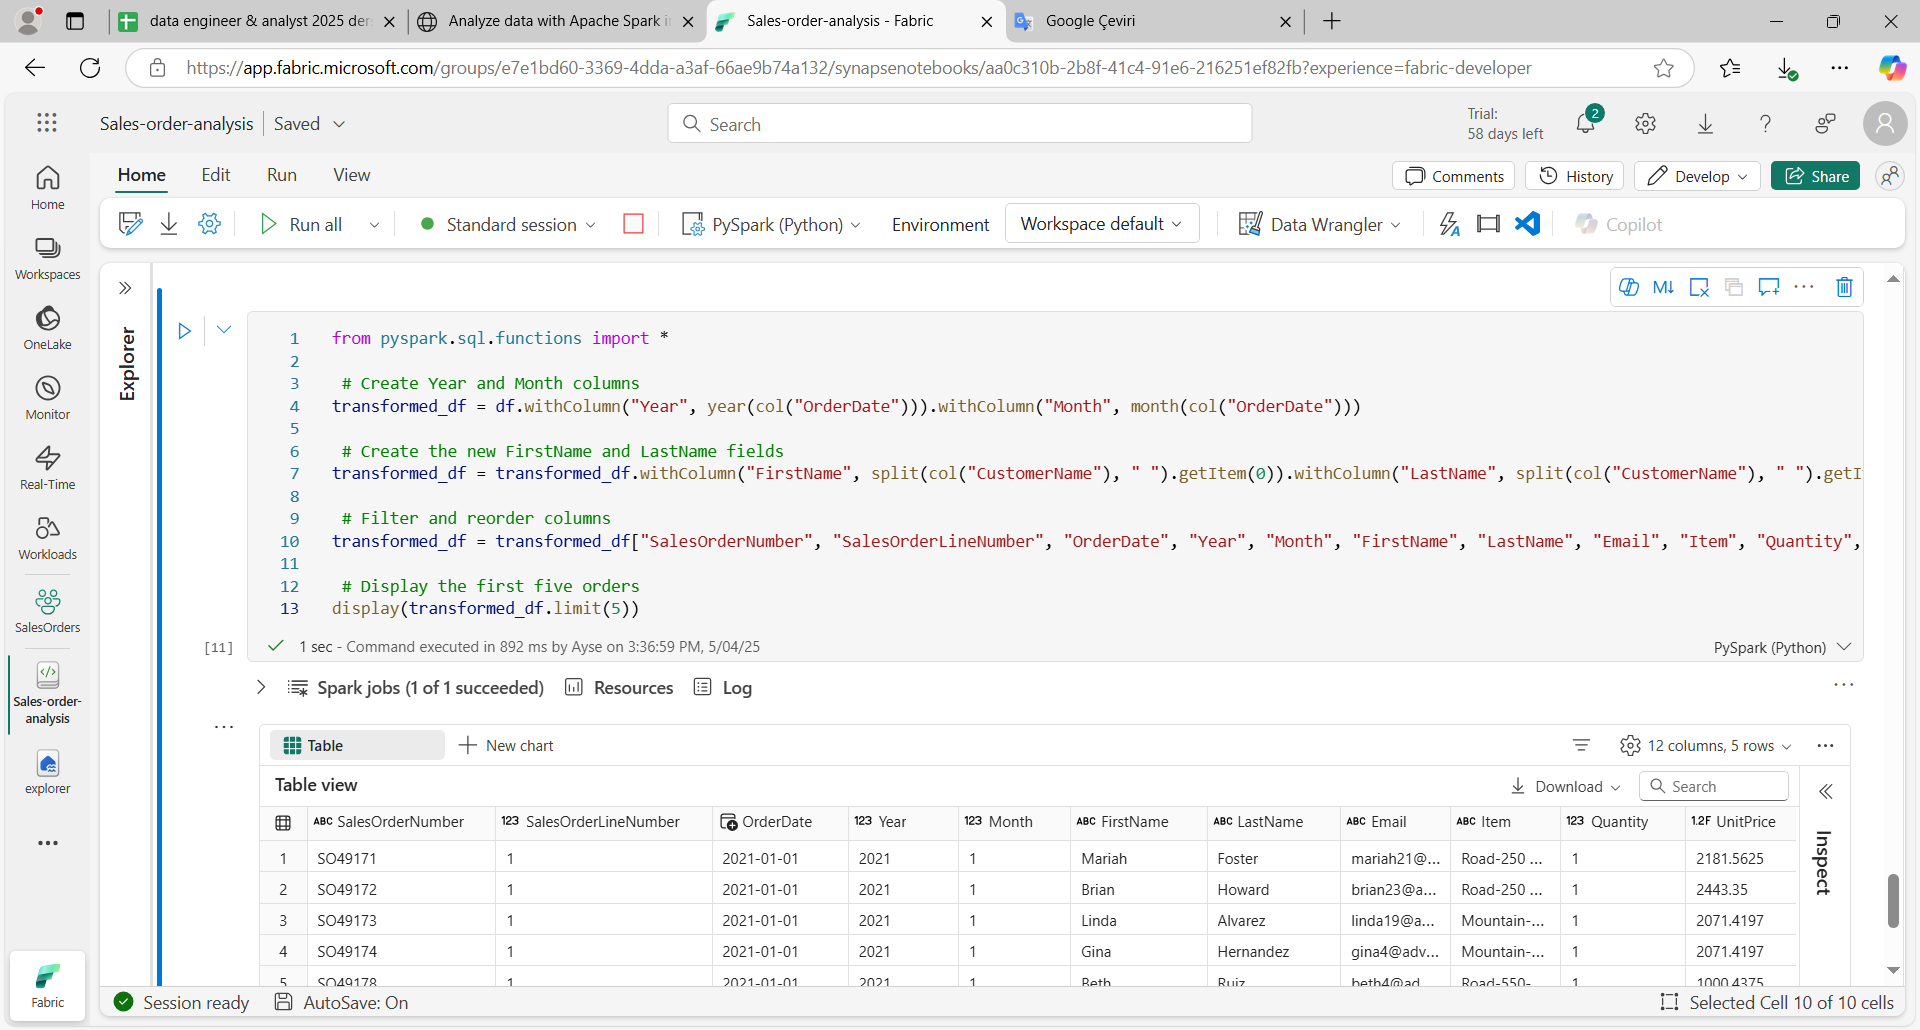 data engineer & analyst 2025 der
Analyze data with Apache Spark i
Sales-order-analysis - Fabric
Google Çeviri
https://app.fabric.microsoft.com/groups/e7e1bd60-3369-4dda-a3af-66ae9b74a132/synapsenotebooks/aa0c310b-2b8f-41c4-91e6-216251ef82fb?experience=fabric-developer
Sales-order-analysis
Saved
Search
Trial:
58 days left
2
Home
Edit
Run
View
Comments
History
Develop
Share
Run all
Standard session
PySpark (Python)
Environment
Workspace default
Data Wrangler
Copilot
Home
Workspaces
OneLake
Monitor
Real-Time
Workloads
SalesOrders
Sales-order-
analysis
explorer
Fabric
Explorer
M↓
1 from pyspark.sql.functions import *
2
3 # Create Year and Month columns
4 transformed_df = df.withColumn("Year", year(col("OrderDate"))).withColumn("Month", month(col("OrderDate")))
5
6 # Create the new FirstName and LastName fields
7 transformed_df = transformed_df.withColumn("FirstName", split(col("CustomerName"), " ").getItem(0)).withColumn("LastName", split(col("CustomerName"), " ").getI
8
9 # Filter and reorder columns
10 transformed_df = transformed_df["SalesOrderNumber", "SalesOrderLineNumber", "OrderDate", "Year", "Month", "FirstName", "LastName", "Email", "Item", "Quantity",
11
12 # Display the first five orders
13 display(transformed_df.limit(5))
[11] 1 sec - Command executed in 892 ms by Ayse on 3:36:59 PM, 5/04/25
PySpark (Python)
Spark jobs (1 of 1 succeeded) Resources Log
Table
New chart
12 columns, 5 rows
Table view
Download
Search
ABC SalesOrderNumber 123 SalesOrderLineNumber OrderDate 123 Year 123 Month ABC FirstName ABC LastName ABC Email ABC Item 123 Quantity 1.2F UnitPrice
1 SO49171 1 2021-01-01 2021 1 Mariah Foster mariah21@... Road-250 ... 1 2181.5625
2 SO49172 1 2021-01-01 2021 1 Brian Howard brian23@a... Road-250 ... 1 2443.35
3 SO49173 1 2021-01-01 2021 1 Linda Alvarez linda19@a... Mountain-... 1 2071.4197
4 SO49174 1 2021-01-01 2021 1 Gina Hernandez gina4@adv... Mountain-... 1 2071.4197
5 SO49178 1 2021-01-01 2021 1 Beth Ruiz beth4@ad... Road-550-... 1 1000.4375
Inspect
Session ready
AutoSave: On
Selected Cell 10 of 10 cells